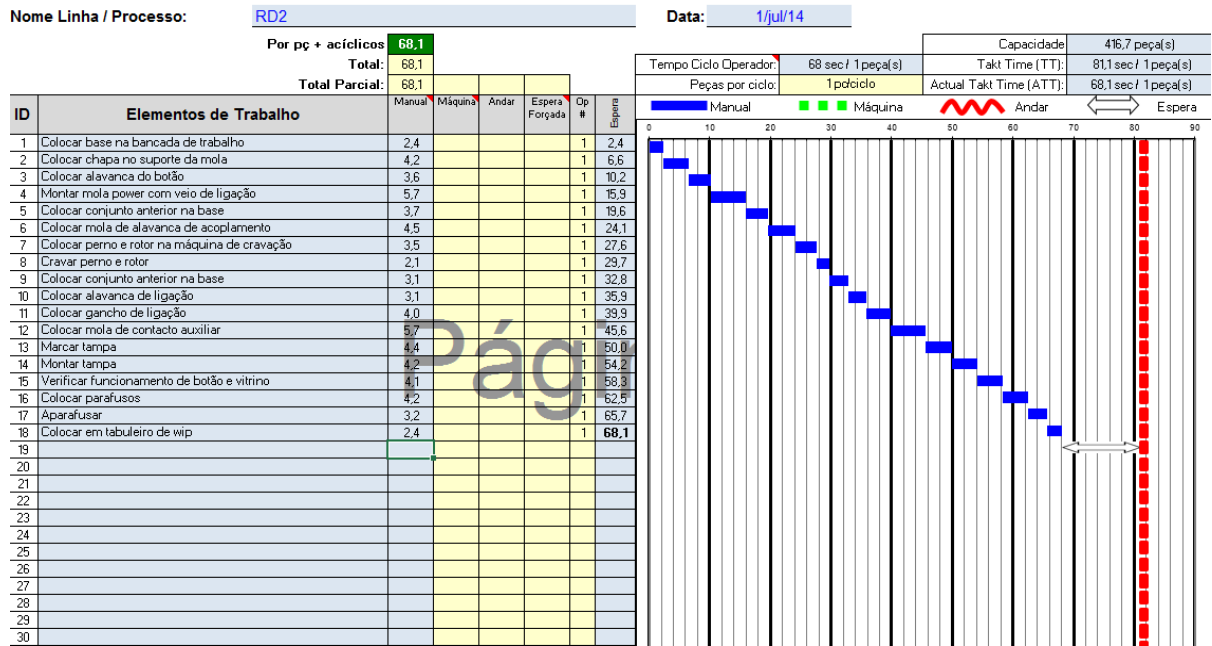 Nome Linha / Processo: RD2 Data: 1/jul/14
Por pç + acíclicos 68,1 Capacidade 416,7 peça(s)
Total: 68,1 Tempo Ciclo Operador: 68 sec / 1 peça(s) Takt Time (TT): 81,1 sec / 1 peça(s)
Total Parcial: 68,1 Peças por ciclo: 1 pc/ciclo Actual Takt Time (ATT): 68,1 sec / 1 peça(s)
ID Elementos de Trabalho Manual Máquina Andar Espera Forçada Op # Espera Manual Máquina Andar Espera
0 10 20 30 40 50 60 70 80 90
1 Colocar base na bancada de trabalho 2,4 1 2,4
2 Colocar chapa no suporte da mola 4,2 1 6,6
3 Colocar alavanca do botão 3,6 1 10,2
4 Montar mola power com veio de ligação 5,7 1 15,9
5 Colocar conjunto anterior na base 3,7 1 19,6
6 Colocar mola de alavanca de acoplamento 4,5 1 24,1
7 Colocar perno e rotor na máquina de cravação 3,5 1 27,6
8 Cravar perno e rotor 2,1 1 29,7
9 Colocar conjunto anterior na base 3,1 1 32,8
10 Colocar alavanca de ligação 3,1 1 35,9
11 Colocar gancho de ligação 4,0 1 39,9
12 Colocar mola de contacto auxiliar 5,7 1 45,6
13 Marcar tampa 4,4 1 50,0
14 Montar tampa 4,2 1 54,2
15 Verificar funcionamento de botão e vitrino 4,1 1 58,3
16 Colocar parafusos 4,2 1 62,5
17 Aparafusar 3,2 1 65,7
18 Colocar em tabuleiro de wip 2,4 1 68,1
19
20
21
22
23
24
25
26
27
28
29
30